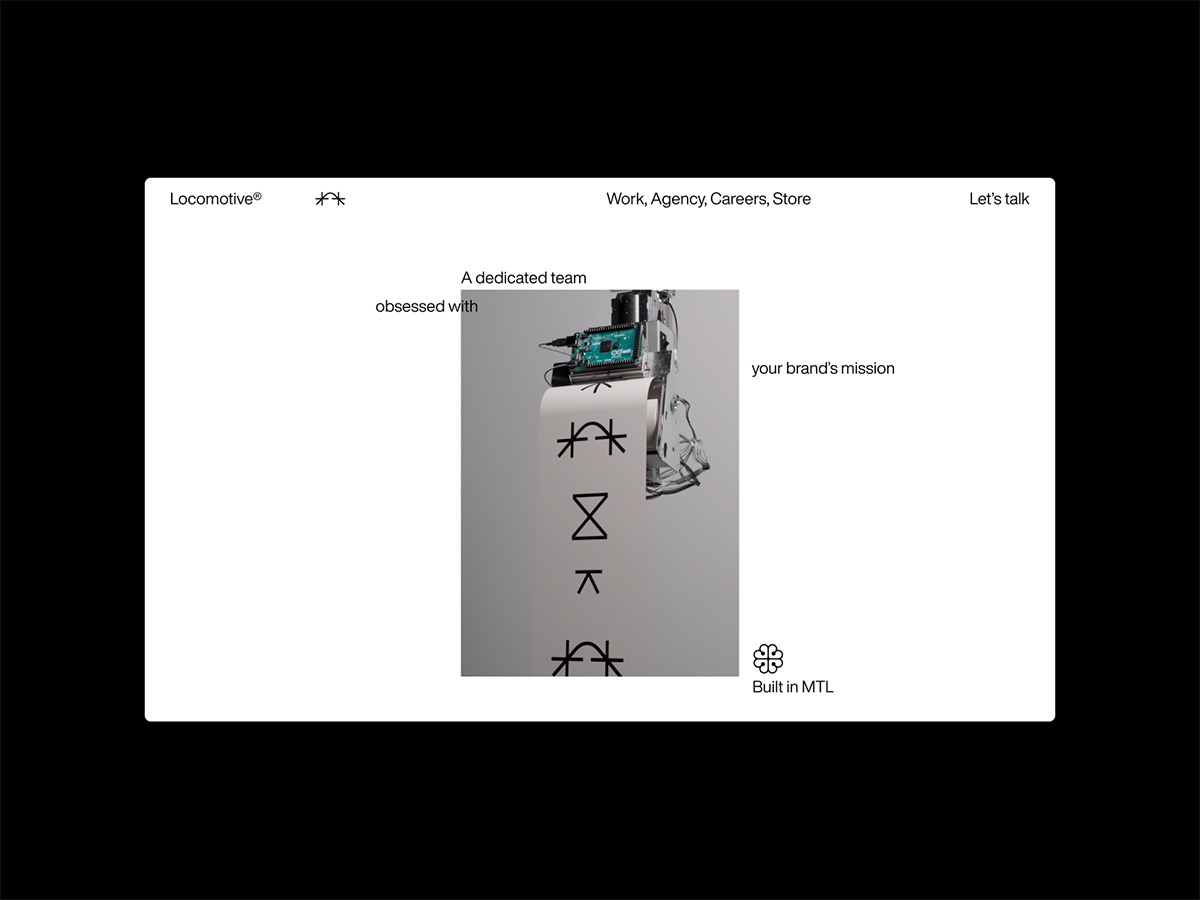 Locomotive®
Work, Agency, Careers, Store
Let’s talk
A dedicated team
obsessed with
your brand’s mission
Built in MTL